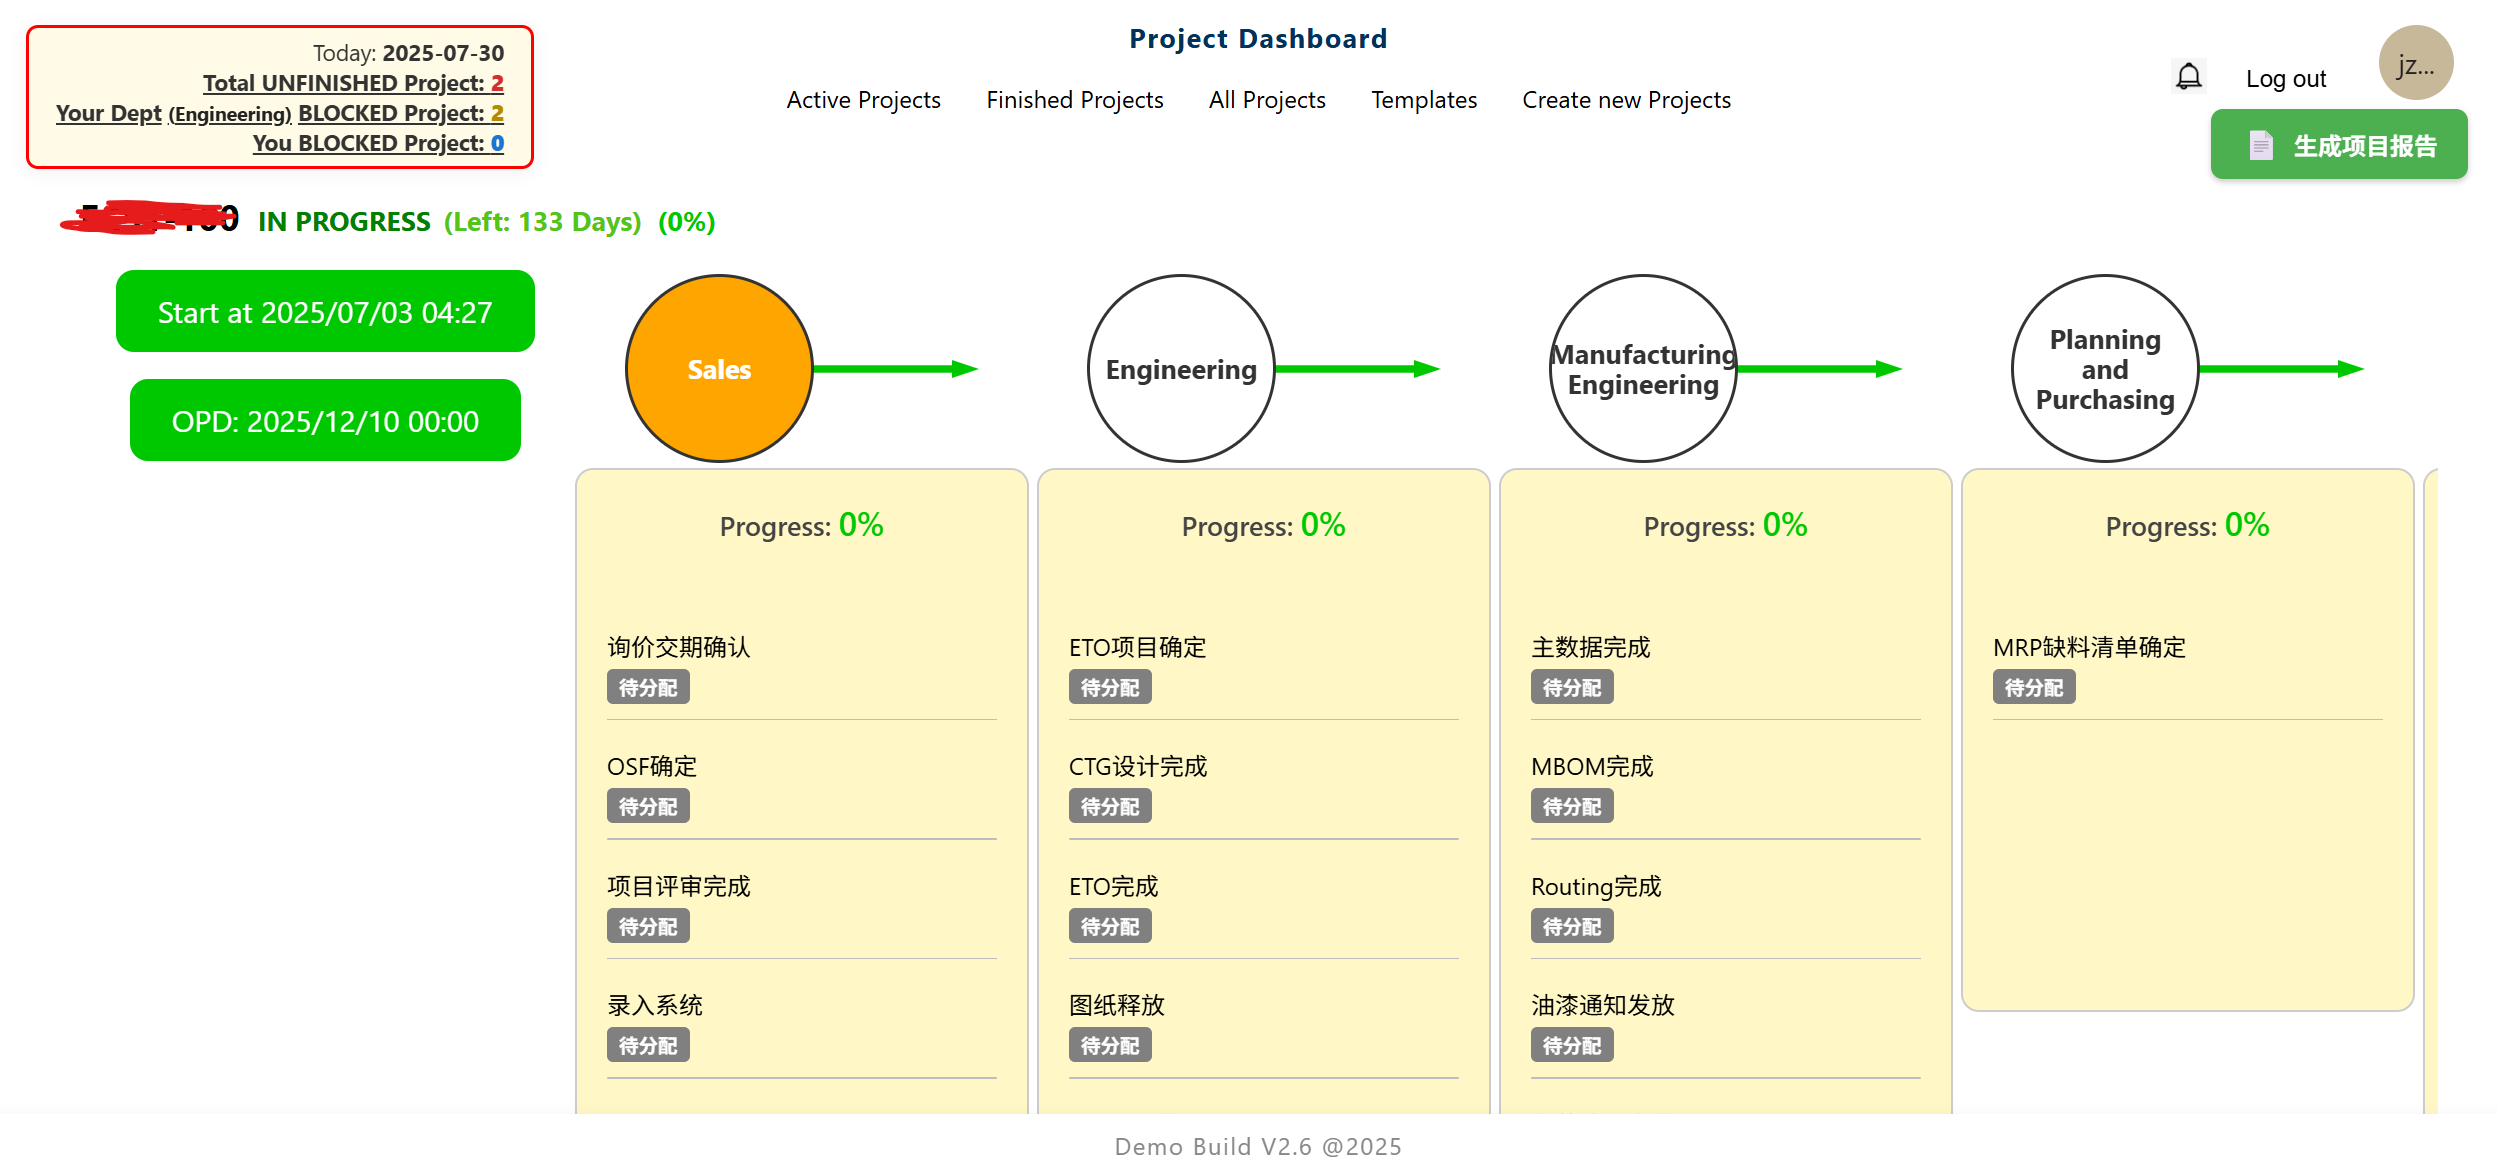 Today: 2025-07-30
Total UNFINISHED Project: 2
Your Dept (Engineering) BLOCKED Project: 2
You BLOCKED Project: 0
Project Dashboard
Active Projects Finished Projects All Projects Templates Create new Projects
Log out
jz...
生成项目报告
IN PROGRESS (Left: 133 Days) (0%)
Start at 2025/07/03 04:27
OPD: 2025/12/10 00:00
Sales
Engineering
Manufacturing
Engineering
Planning
and
Purchasing
Progress: 0%
询价交期确认
待分配
OSF确定
待分配
项目评审完成
待分配
录入系统
待分配
Progress: 0%
ETO项目确定
待分配
CTG设计完成
待分配
ETO完成
待分配
图纸释放
待分配
Progress: 0%
主数据完成
待分配
MBOM完成
待分配
Routing完成
待分配
油漆通知发放
待分配
Progress: 0%
MRP缺料清单确定
待分配
Demo Build V2.6 @2025